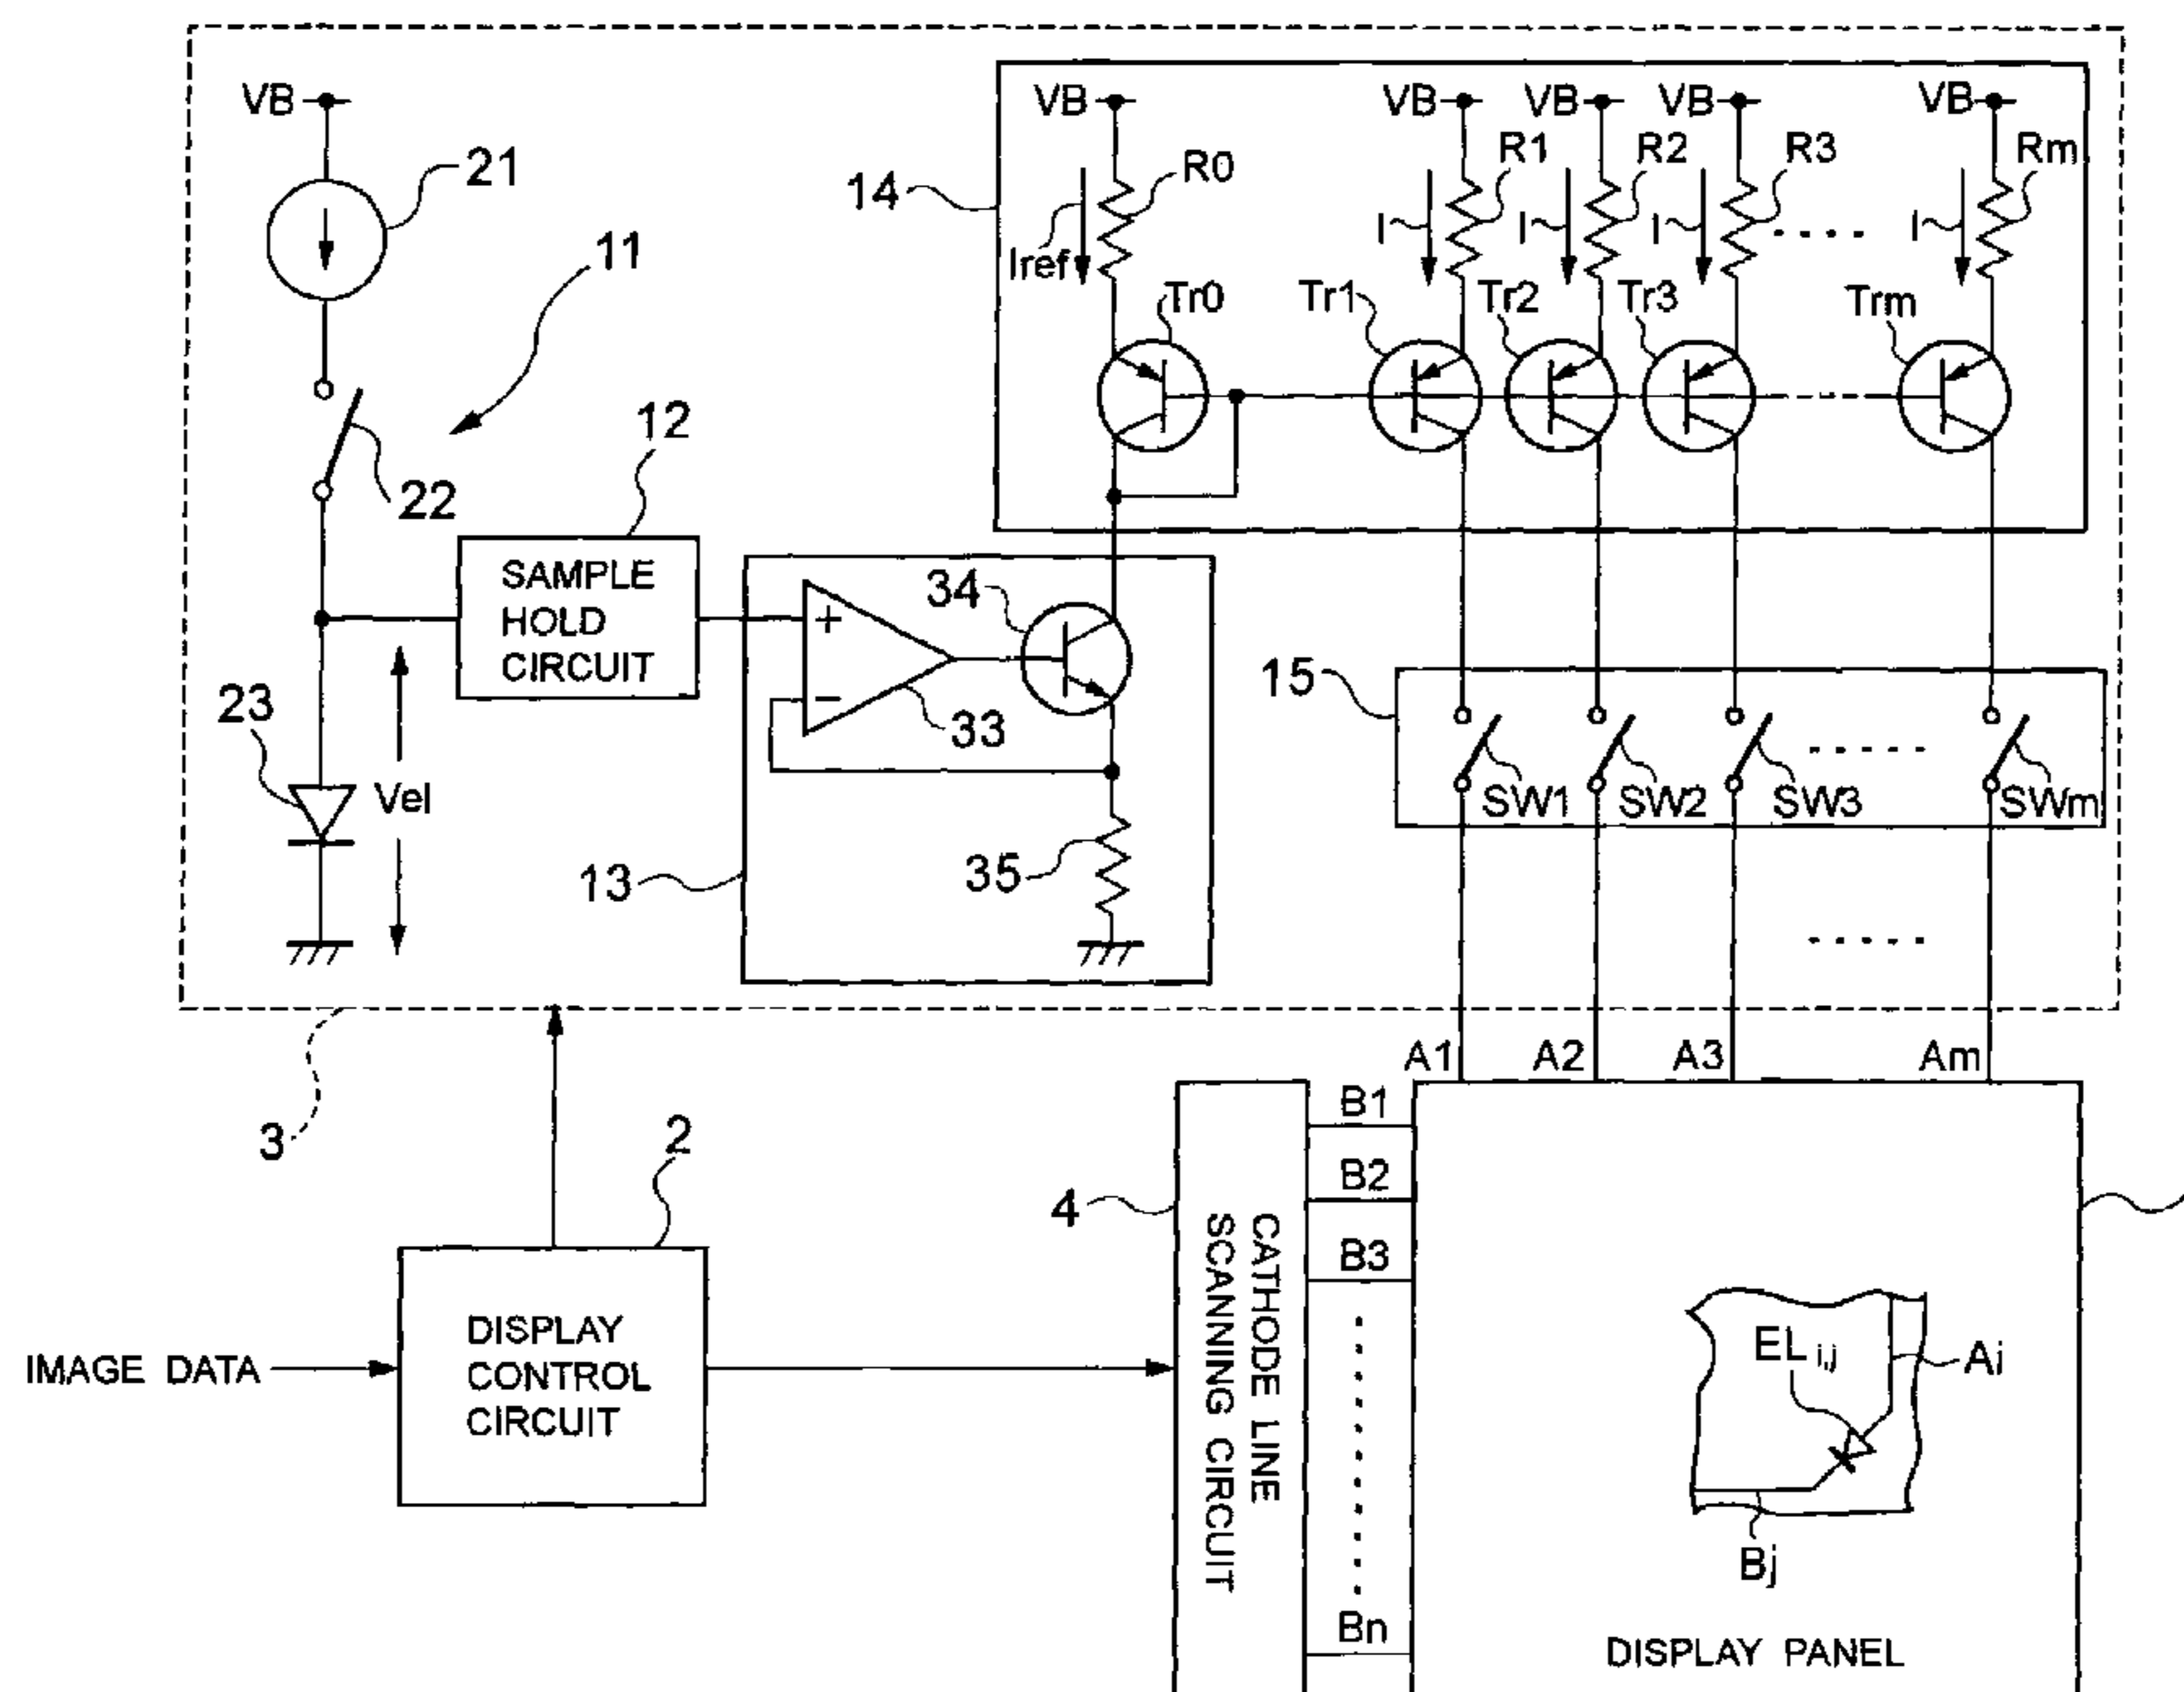 VB
VB
VB
VB
VB
VB
21
14
R0
R1
R2
R3
Rm
Iref
I
I
I
I
11
Tr0
Tr1
Tr2
Tr3
Trm
12
22
SAMPLE
HOLD
CIRCUIT
34
+
−
33
15
23
Vel
SW1
SW2
SW3
SWm
13
35
3
A1
A2
A3
Am
2
4
B1
B2
B3
Bn
IMAGE DATA
DISPLAY
CONTROL
CIRCUIT
CATHODE LINE
SCANNING CIRCUIT
EL i,j
Ai
Bj
DISPLAY PANEL